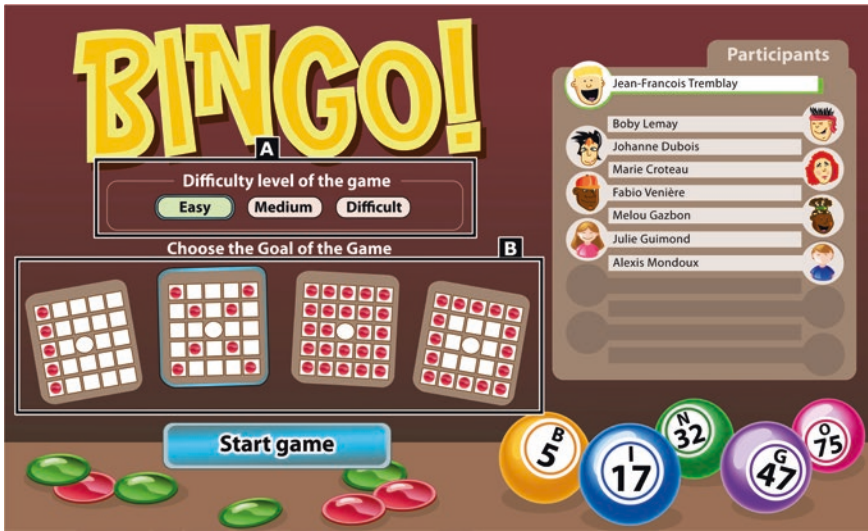 BINGO!
A
Difficulty level of the game
Easy Medium Difficult
Choose the Goal of the Game
B
Start game
Participants
Jean-Francois Tremblay
Boby Lemay
Johanne Dubois
Marie Croteau
Fabio Venière
Melou Gazbon
Julie Guimond
Alexis Mondoux
B
5
I
17
N
32
G
47
O
75